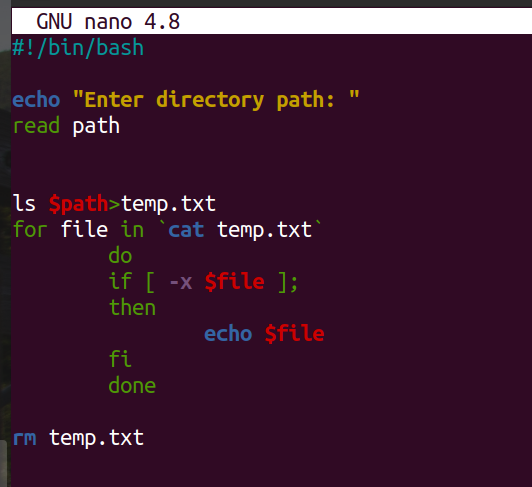 GNU nano 4.8
#!/bin/bash
echo "Enter directory path: "
read path
ls $path>temp.txt
for file in `cat temp.txt`
do
if [ -x $file ];
then
echo $file
fi
done
rm temp.txt